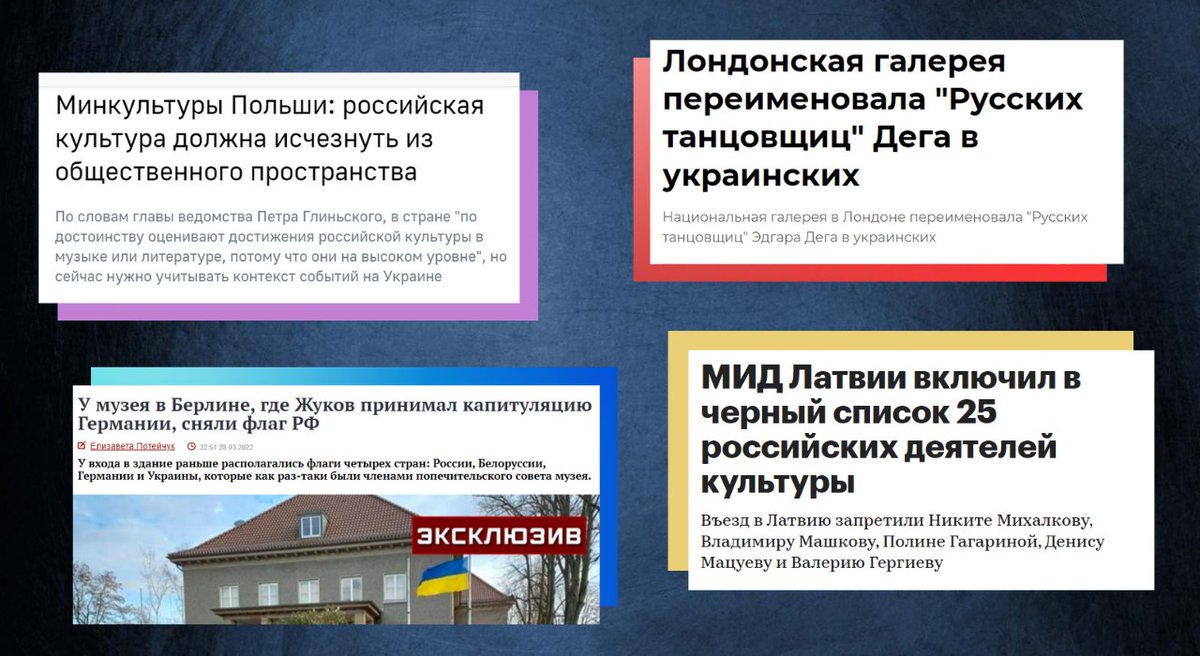 Минкультуры Польши: российская
культура должна исчезнуть из
общественного пространства
По словам главы ведомства Петра Глиньского, в стране "по
достоинству оценивают достижения российской культуры в
музыке или литературе, потому что они на высоком уровне", но
сейчас нужно учитывать контекст событий на Украине
Лондонская галерея
переименовала "Русских
танцовщиц" Дега в
украинских
Национальная галерея в Лондоне переименовала "Русских
танцовщиц" Эдгара Дега в украинских
У музея в Берлине, где Жуков принимал капитуляцию
Германии, сняли флаг РФ
Елизавета Потейчук 22:51 28.03.2022
У входа в здание раньше располагались флаги четырех стран: России, Белоруссии,
Германии и Украины, которые как раз-таки были членами попечительского совета музея.
ЭКСКЛЮЗИВ
МИД Латвии включил в
черный список 25
российских деятелей
культуры
Въезд в Латвию запретили Никите Михалкову,
Владимиру Машкову, Полине Гагариной, Денису
Мацуеву и Валерию Гергиеву